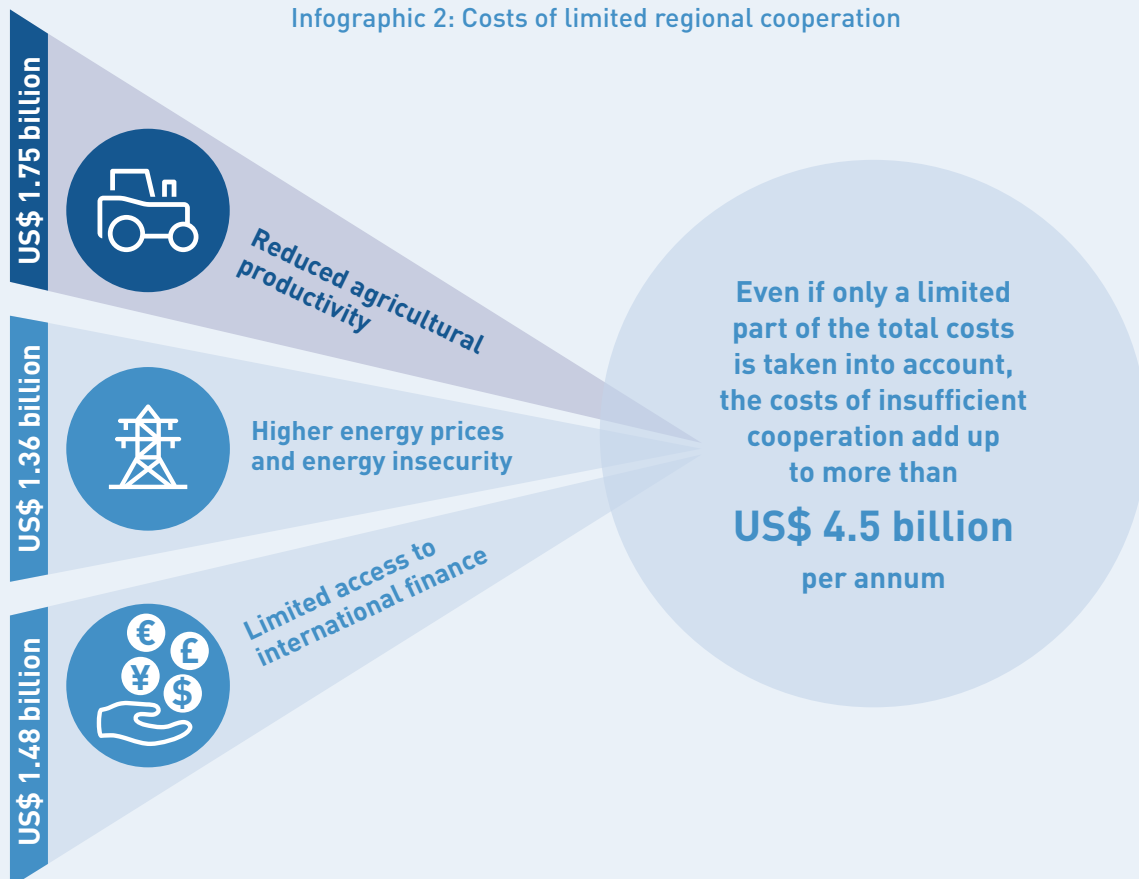 Infographic 2: Costs of limited regional cooperation
US$ 1.75 billion
Reduced agricultural
productivity
US$ 1.36 billion
Higher energy prices
and energy insecurity
US$ 1.48 billion
€
£
¥
$
Limited access to
international finance
Even if only a limited
part of the total costs
is taken into account,
the costs of insufficient
cooperation add up
to more than
US$ 4.5 billion
per annum